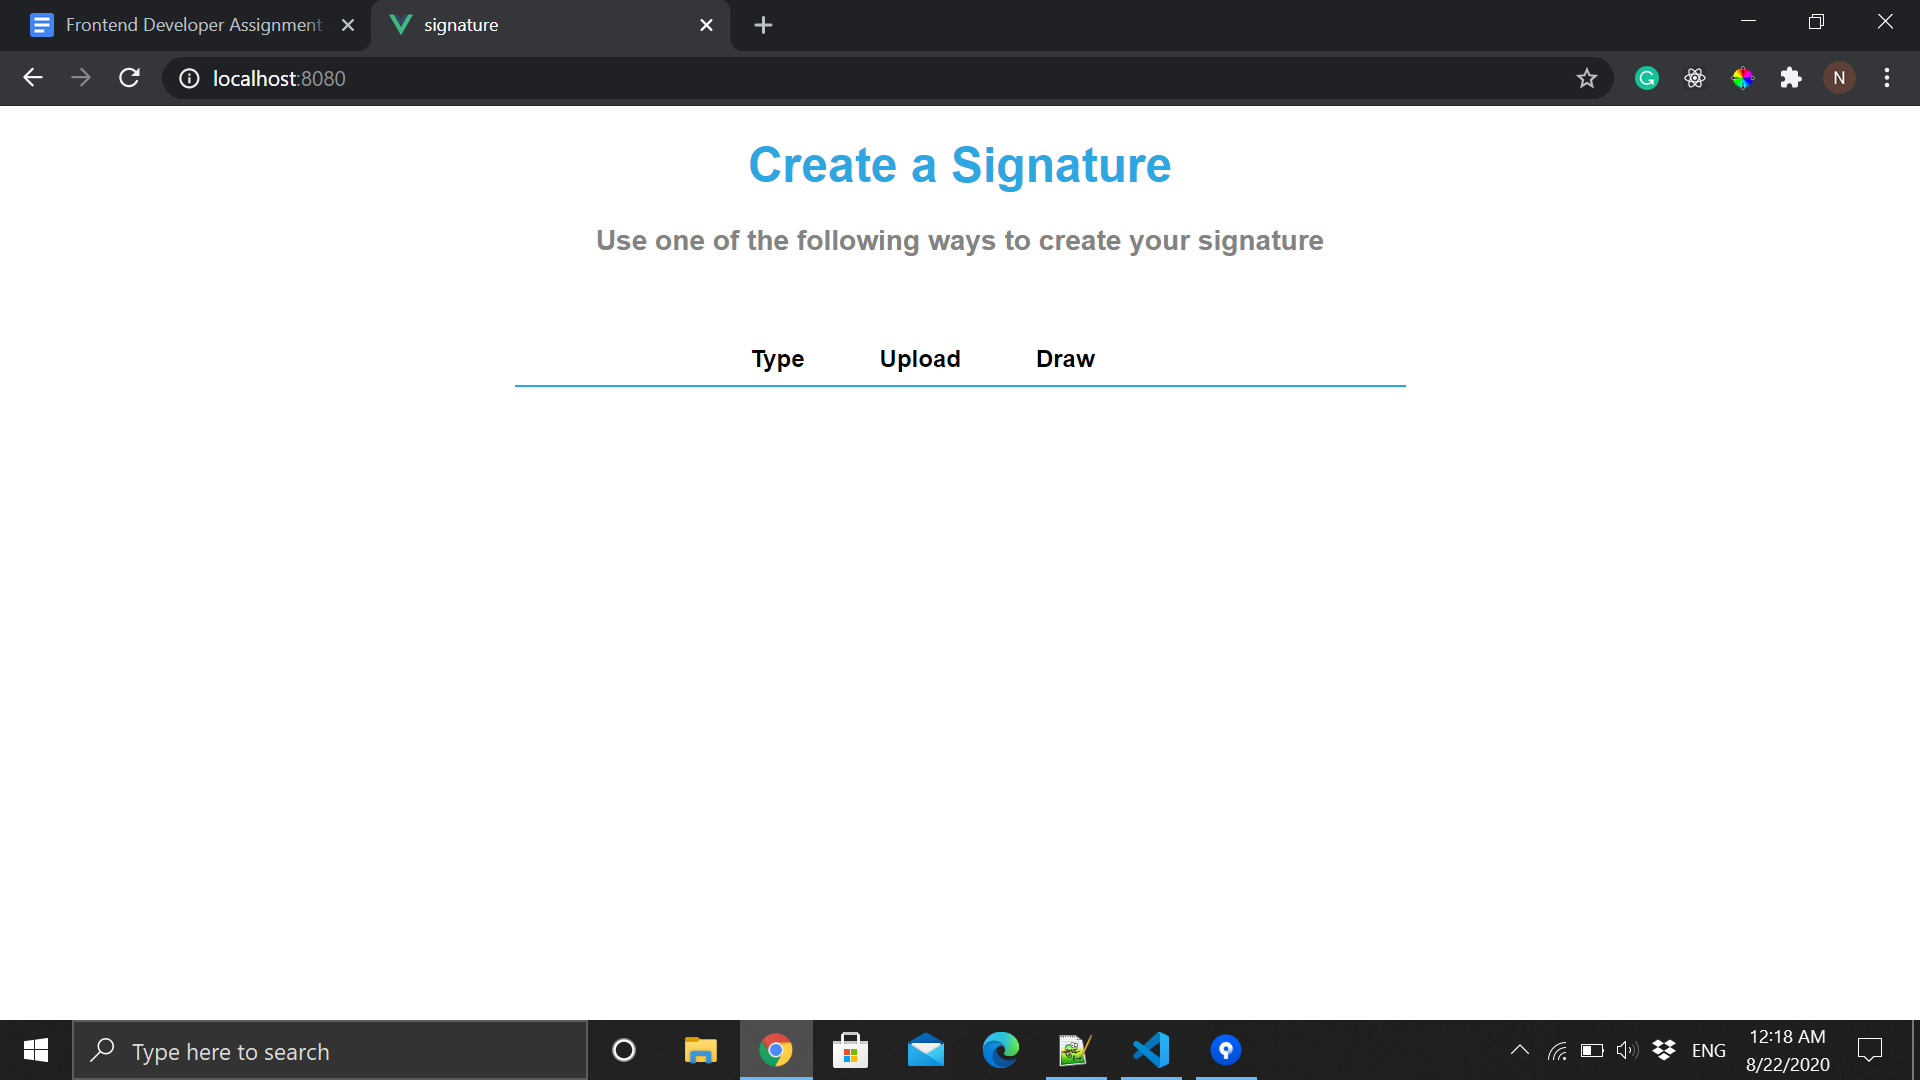 Frontend Developer Assignment
signature
localhost:8080
N
Create a Signature
Use one of the following ways to create your signature
Type Upload Draw
Type here to search
ENG
12:18 AM
8/22/2020